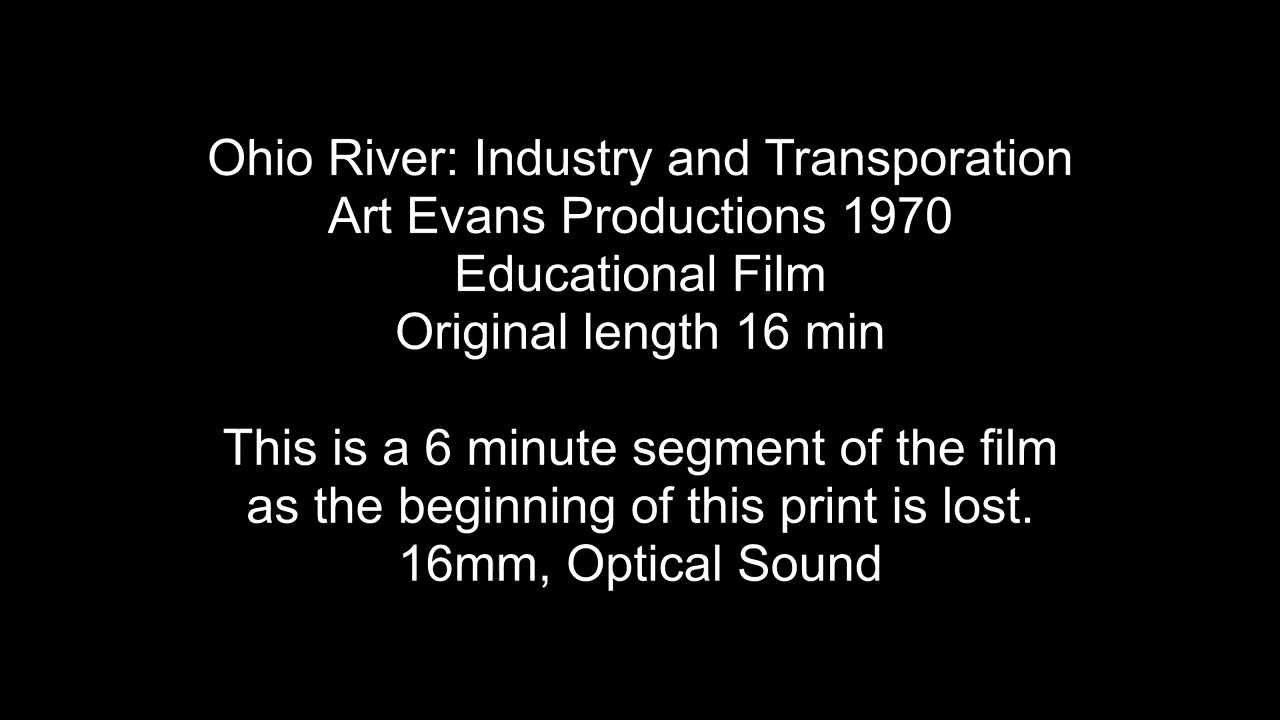 Ohio River: Industry and Transporation
Art Evans Productions 1970
Educational Film
Original length 16 min
This is a 6 minute segment of the film
as the beginning of this print is lost.
16mm, Optical Sound